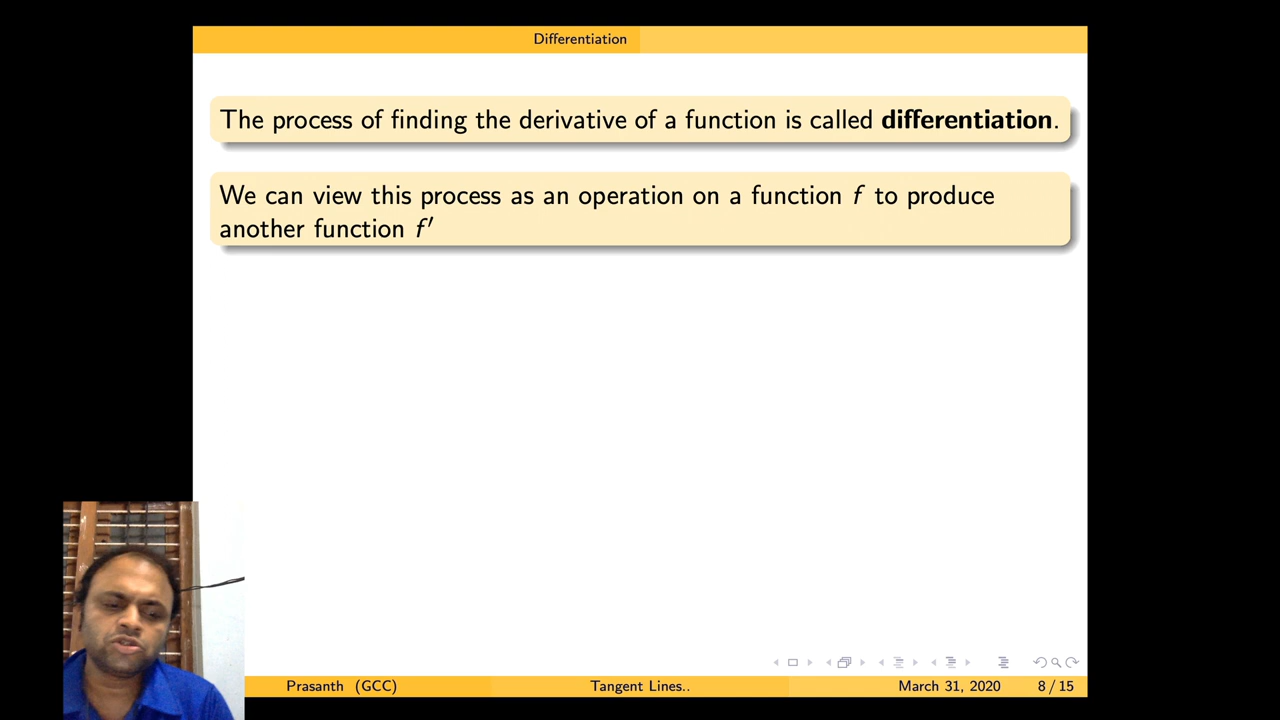 Differentiation
The process of finding the derivative of a function is called differentiation.
We can view this process as an operation on a function f to produce
another function f′
Prasanth (GCC) Tangent Lines.. March 31, 2020 8 / 15